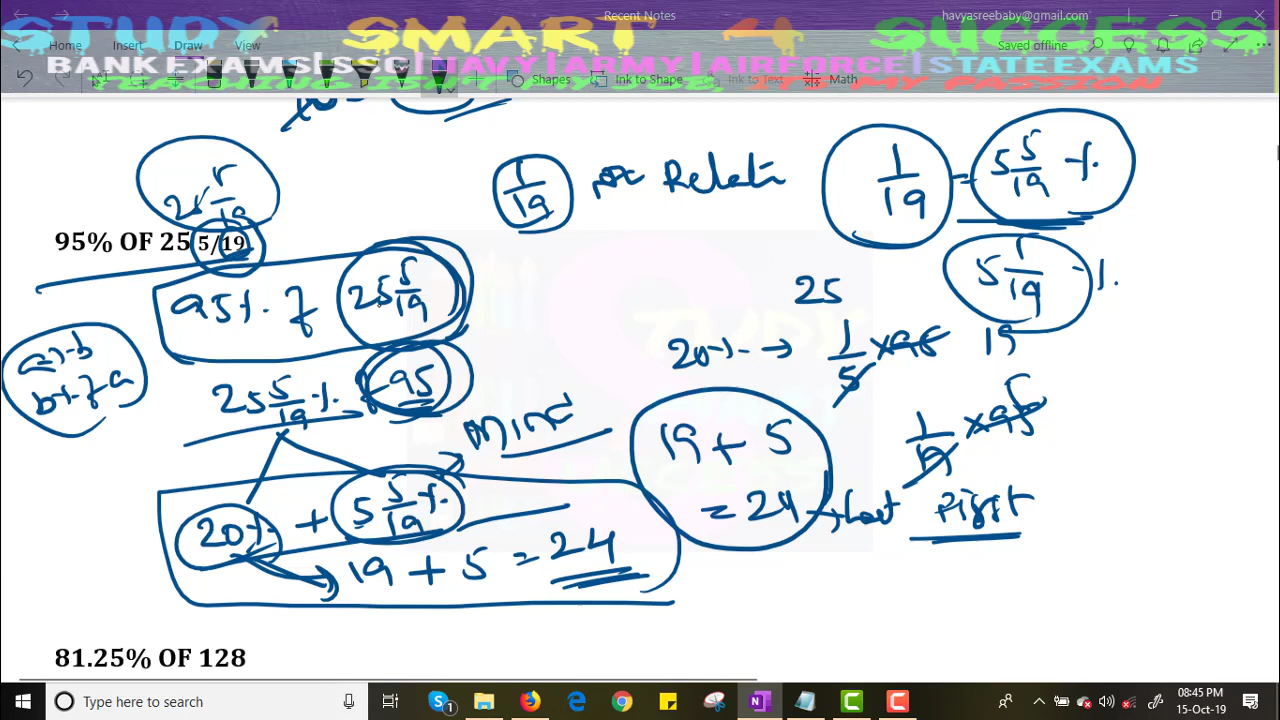 Recent Notes havyasreebaby@gmail.com
STUDY SMART 4 SUCCESS
Home Insert Draw View Saved offline
BANK EXAMS|SSC|NAVY|ARMY|AIRFORCE|STATE EXAMS
Shapes Ink to Shape Ink to Text Math
1/19 Relati 1/19 = 5 5/19 %
95% OF 25 5/19
5 1/19 %
95% of 25 5/19 25
a% b 20% → 1/5 × 95 19
b% of a 25 5/19 % 95
1/19 × 95 5
Mind 19 + 5
20% + 5 5/19 % = 24 → Last Digit
19 + 5 = 24
81.25% OF 128
Type here to search 08:45 PM
15-Oct-19